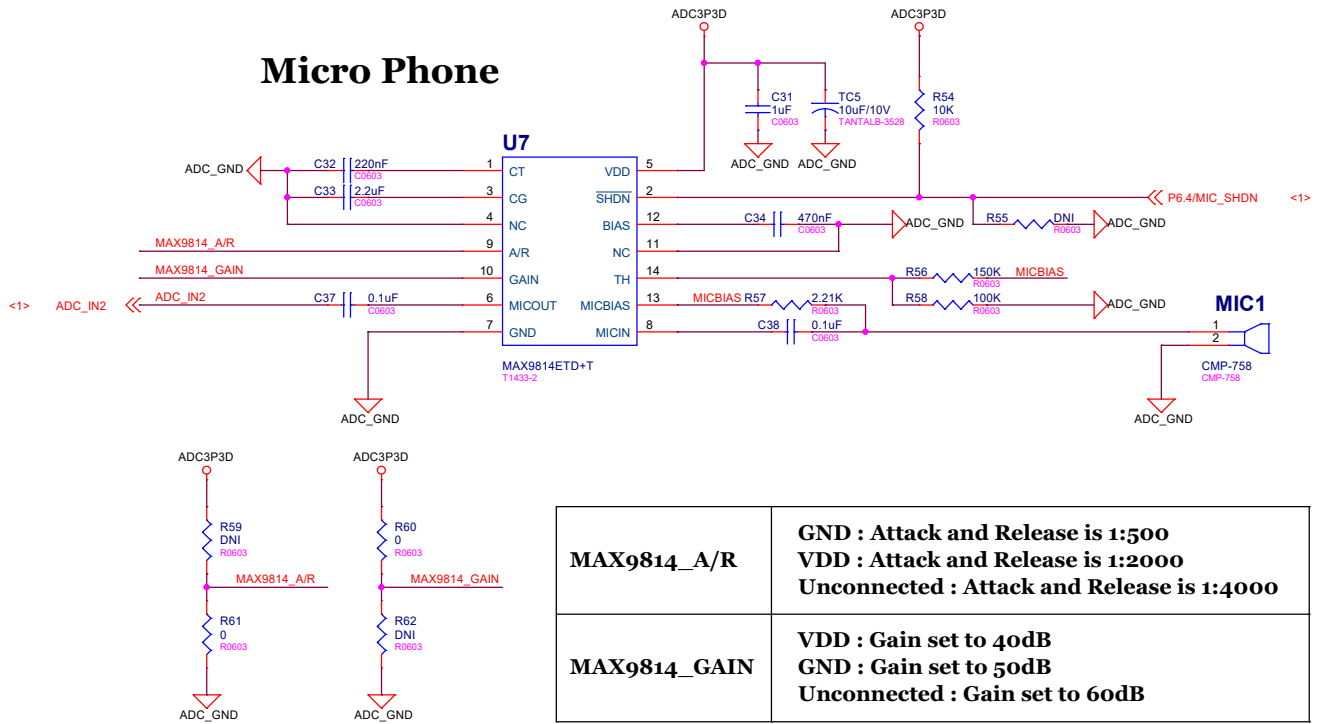 Micro Phone
ADC3P3D
ADC3P3D
C31
1uF
C0603
TC5
10uF/10V
TANTALB-3528
R54
10K
R0603
ADC_GND
ADC_GND
U7
ADC_GND
C32
220nF
C0603
1
CT
VDD
5
C33
2.2uF
C0603
3
CG
SHDN
2
P6.4/MIC_SHDN
<1>
4
NC
BIAS
12
C34
470nF
C0603
ADC_GND
R55
DNI
R0603
ADC_GND
MAX9814_A/R
9
A/R
NC
11
MAX9814_GAIN
10
GAIN
TH
14
R56
150K
R0603
MICBIAS
<1>
ADC_IN2
ADC_IN2
C37
0.1uF
C0603
6
MICOUT
MICBIAS
13
MICBIAS
R57
2.21K
R0603
R58
100K
R0603
ADC_GND
MIC1
7
GND
MICIN
8
C38
0.1uF
C0603
1
2
MAX9814ETD+T
T1433-2
CMP-758
CMP-758
ADC_GND
ADC_GND
ADC3P3D
ADC3P3D
R59
DNI
R0603
R60
0
R0603
MAX9814_A/R
MAX9814_GAIN
R61
0
R0603
R62
DNI
R0603
ADC_GND
ADC_GND
MAX9814_A/R
GND : Attack and Release is 1:500
VDD : Attack and Release is 1:2000
Unconnected : Attack and Release is 1:4000
MAX9814_GAIN
VDD : Gain set to 40dB
GND : Gain set to 50dB
Unconnected : Gain set to 60dB